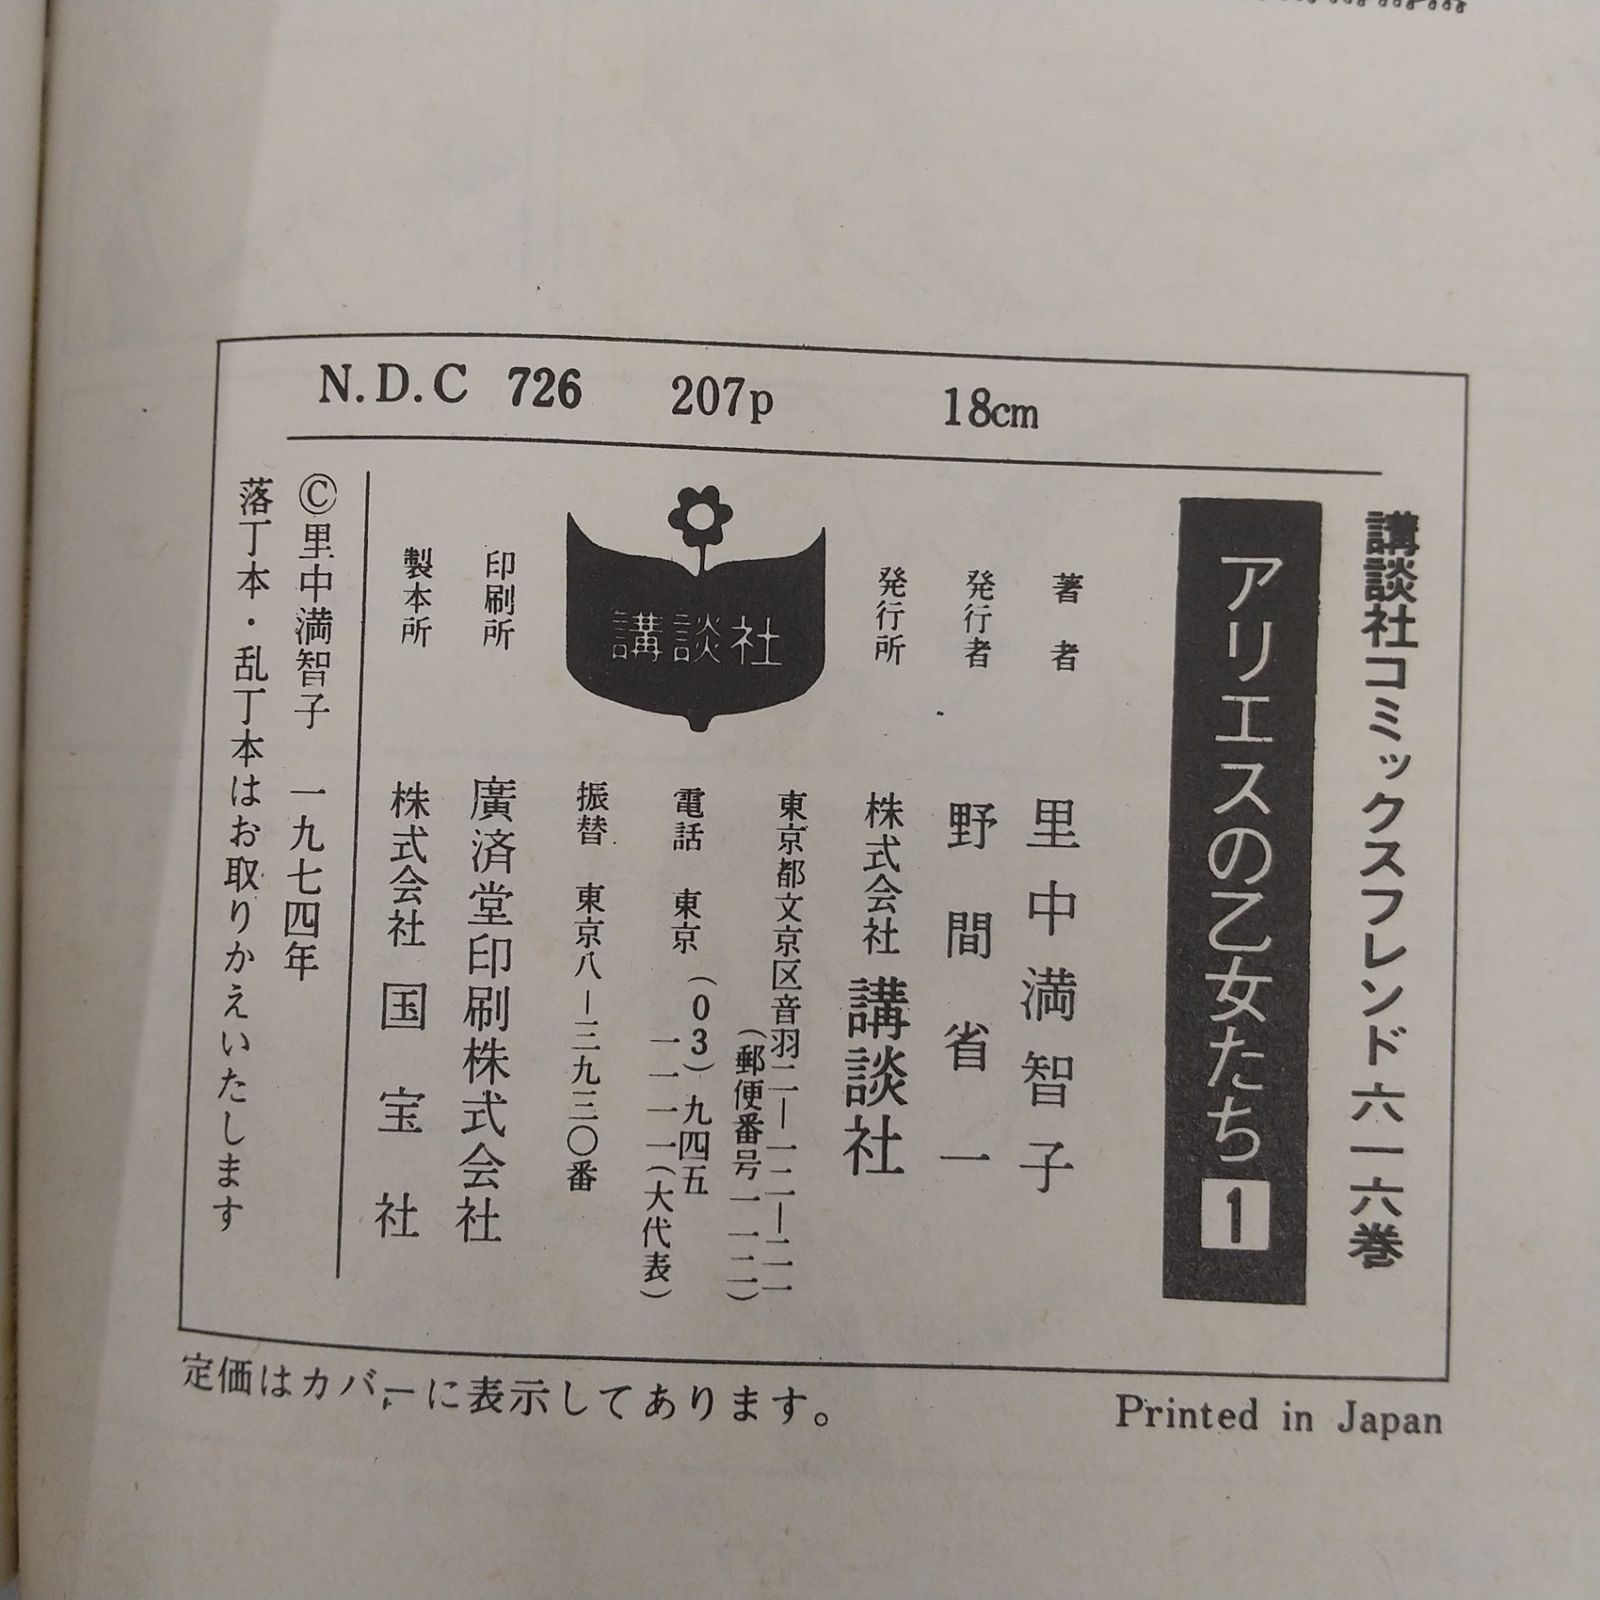 N.D.C 726 207p 18cm
講談社コミックスフレンド六一六巻
アリエスの乙女たち 1
著者 里中満智子
発行者 野間省一
発行所 株式会社 講談社
東京都文京区音羽二ー一二ー二一
(郵便番号一一二)
電話 東京 (03)九四五
一一一一(大代表)
振替 東京八ー三九三〇番
講談社
印刷所 廣済堂印刷株式会社
製本所 株式会社 国宝社
©里中満智子 一九七四年
落丁本・乱丁本はお取りかえいたします
定価はカバーに表示してあります。
Printed in Japan